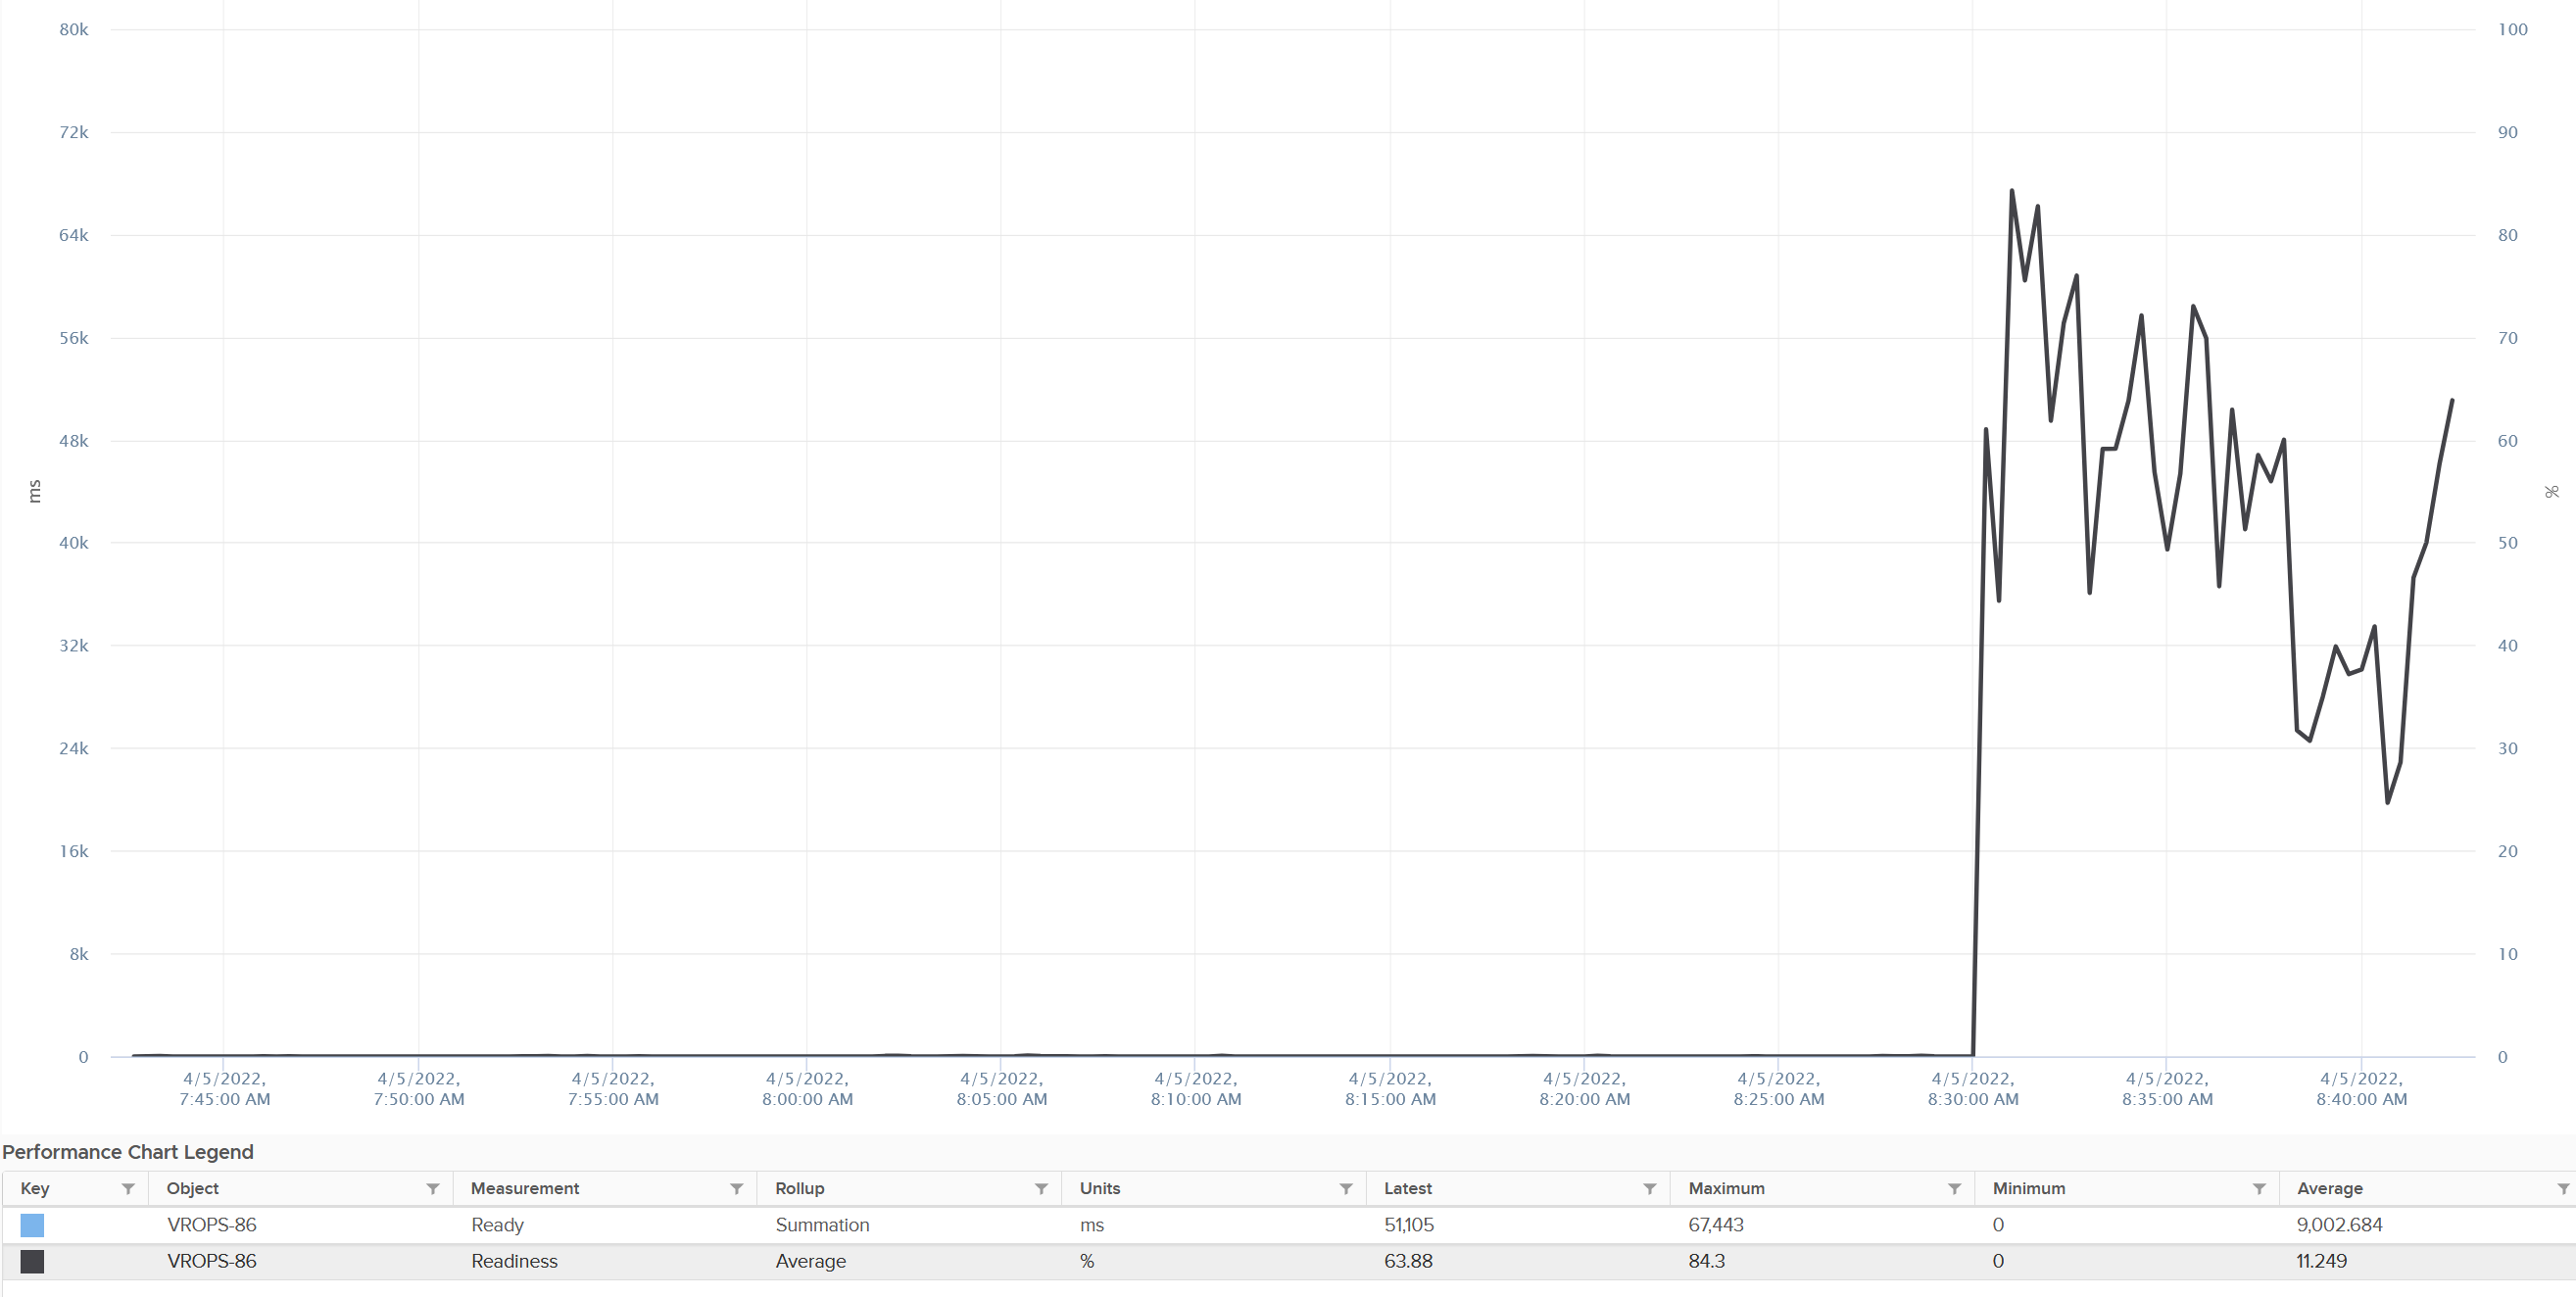 80k
72k
64k
56k
48k
40k
32k
24k
16k
8k
0
ms
100
90
80
70
60
50
40
30
20
10
0
%
4/5/2022, 4/5/2022, 4/5/2022, 4/5/2022, 4/5/2022, 4/5/2022, 4/5/2022, 4/5/2022, 4/5/2022, 4/5/2022, 4/5/2022, 4/5/2022,
7:45:00 AM 7:50:00 AM 7:55:00 AM 8:00:00 AM 8:05:00 AM 8:10:00 AM 8:15:00 AM 8:20:00 AM 8:25:00 AM 8:30:00 AM 8:35:00 AM 8:40:00 AM
Performance Chart Legend
Key Object Measurement Rollup Units Latest Maximum Minimum Average
VROPS-86 Ready Summation ms 51,105 67,443 0 9,002.684
VROPS-86 Readiness Average % 63.88 84.3 0 11.249